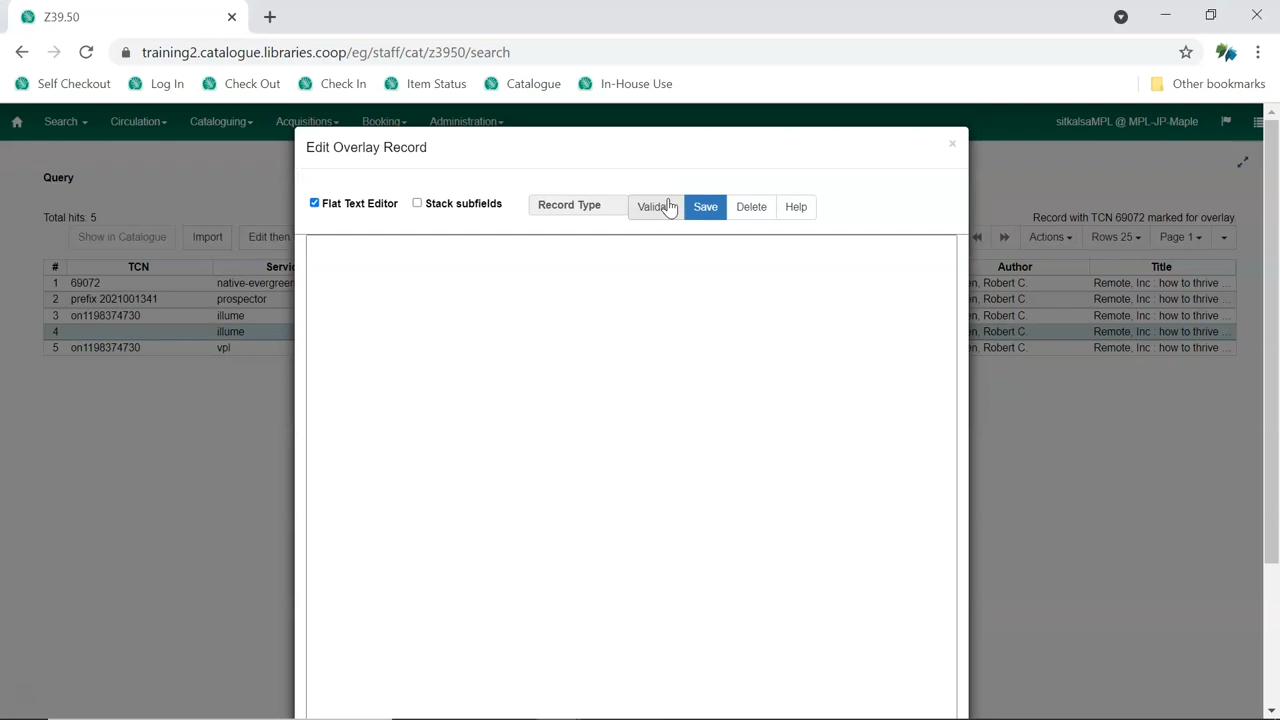 Z39.50
training2.catalogue.libraries.coop/eg/staff/cat/z3950/search
Self Checkout Log In Check Out Check In Item Status Catalogue In-House Use Other bookmarks
Search Circulation Cataloguing Acquisitions Booking Administration sitkalsaMPL @ MPL-JP-Maple
Edit Overlay Record ×
Query
Flat Text Editor Stack subfields Record Type Save Delete Help
Total hits: 5 Record with TCN 69072 marked for overlay.
Show in Catalogue Import Edit then Actions Rows 25 Page 1
# TCN Author Title
1 69072 Robert C. Remote, Inc : how to thrive ...
2 prefix 2021001341 prospector Robert C. Remote, Inc : how to thrive ...
3 on1198374730 illume Robert C. Remote, Inc : how to thrive ...
4 illume Robert C. Remote, Inc : how to thrive ...
5 on1198374730 vpl Robert C. Remote, Inc : how to thrive ...